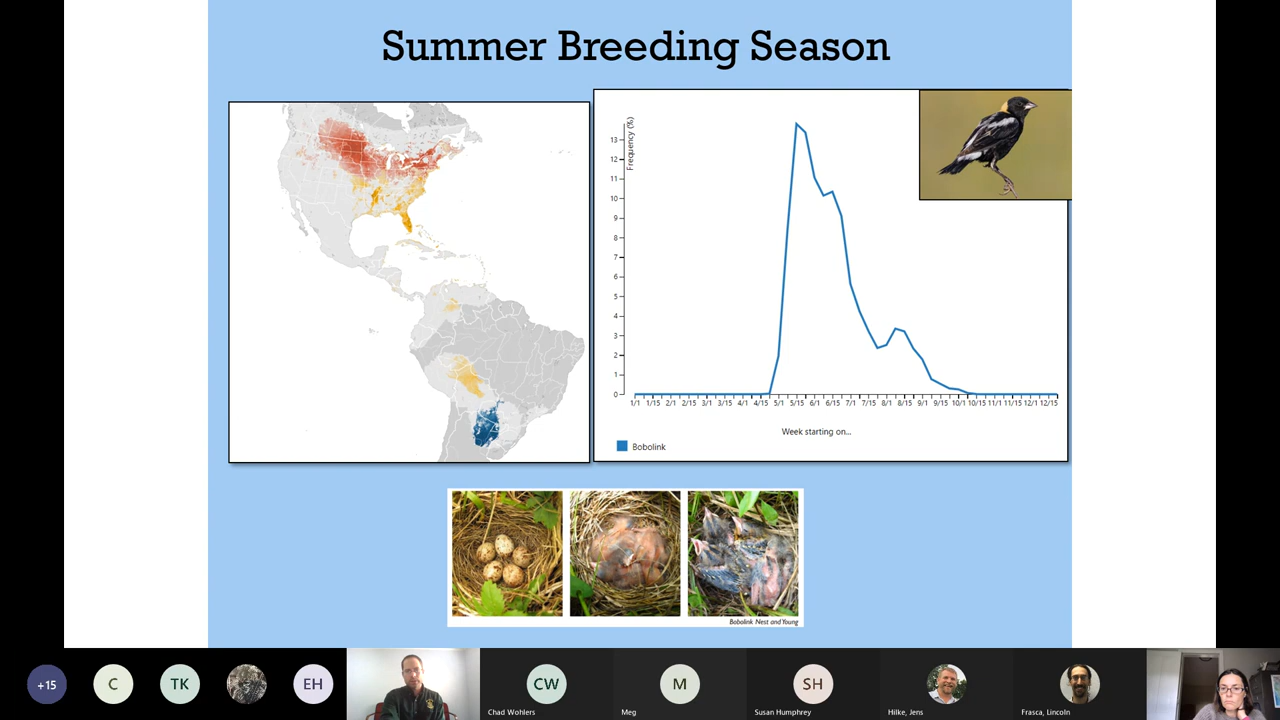 Summer Breeding Season
Frequency (%)
13
12
11
10
9
8
7
6
5
4
3
2
1
0
1/1 1/15 2/1 2/15 3/1 3/15 4/1 4/15 5/1 5/15 6/1 6/15 7/1 7/15 8/1 8/15 9/1 9/15 10/1 10/15 11/1 11/15 12/1 12/15
Week starting on...
Bobolink
Bobolink Nest and Young
+15
C
TK
EH
CW
M
SH
Chad Wohlers
Meg
Susan Humphrey
Hilke, Jens
Frasca, Lincoln